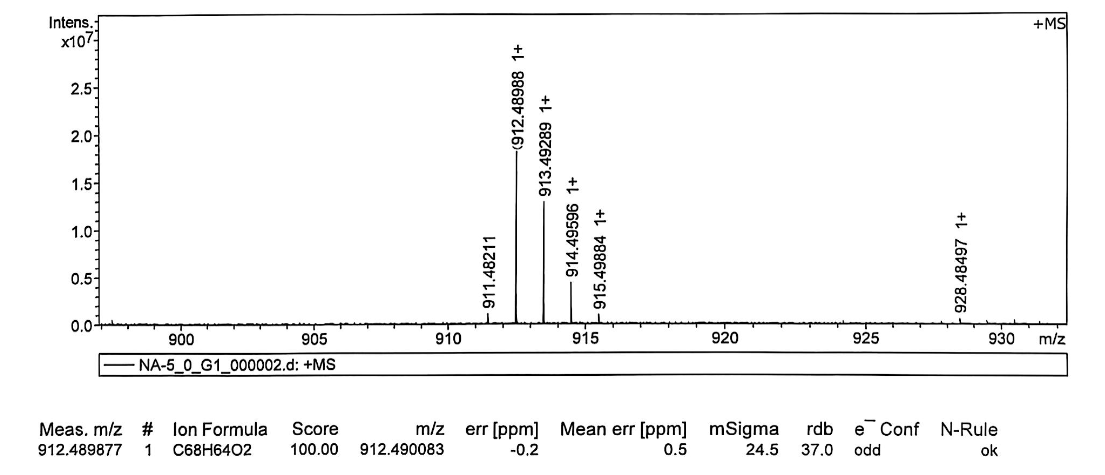 Intens.
x10⁷
+MS
2.5
2.0
1.5
1.0
0.5
0.0
911.48211
(912.48988 1+
913.49289 1+
914.49596 1+
915.49884 1+
928.48497 1+
900 905 910 915 920 925 930 m/z
NA-5_0_G1_000002.d: +MS
Meas. m/z # Ion Formula Score m/z err [ppm] Mean err [ppm] mSigma rdb e¯ Conf N-Rule
912.489877 1 C68H64O2 100.00 912.490083 -0.2 0.5 24.5 37.0 odd ok